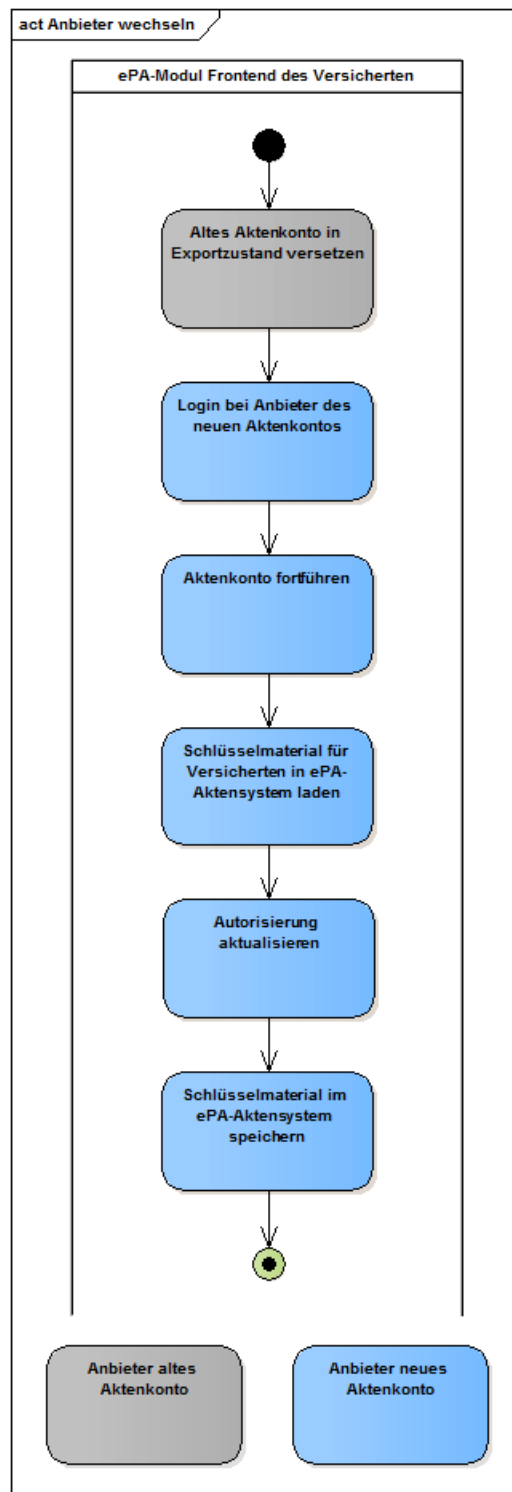 act Anbieter wechseln
ePA-Modul Frontend des Versicherten
Altes Aktenkonto in
Exportzustand versetzen
Login bei Anbieter des
neuen Aktenkontos
Aktenkonto fortführen
Schlüsselmaterial für
Versicherten in ePA-
Aktensystem laden
Autorisierung
aktualisieren
Schlüsselmaterial im
ePA-Aktensystem
speichern
Anbieter altes
Aktenkonto
Anbieter neues
Aktenkonto